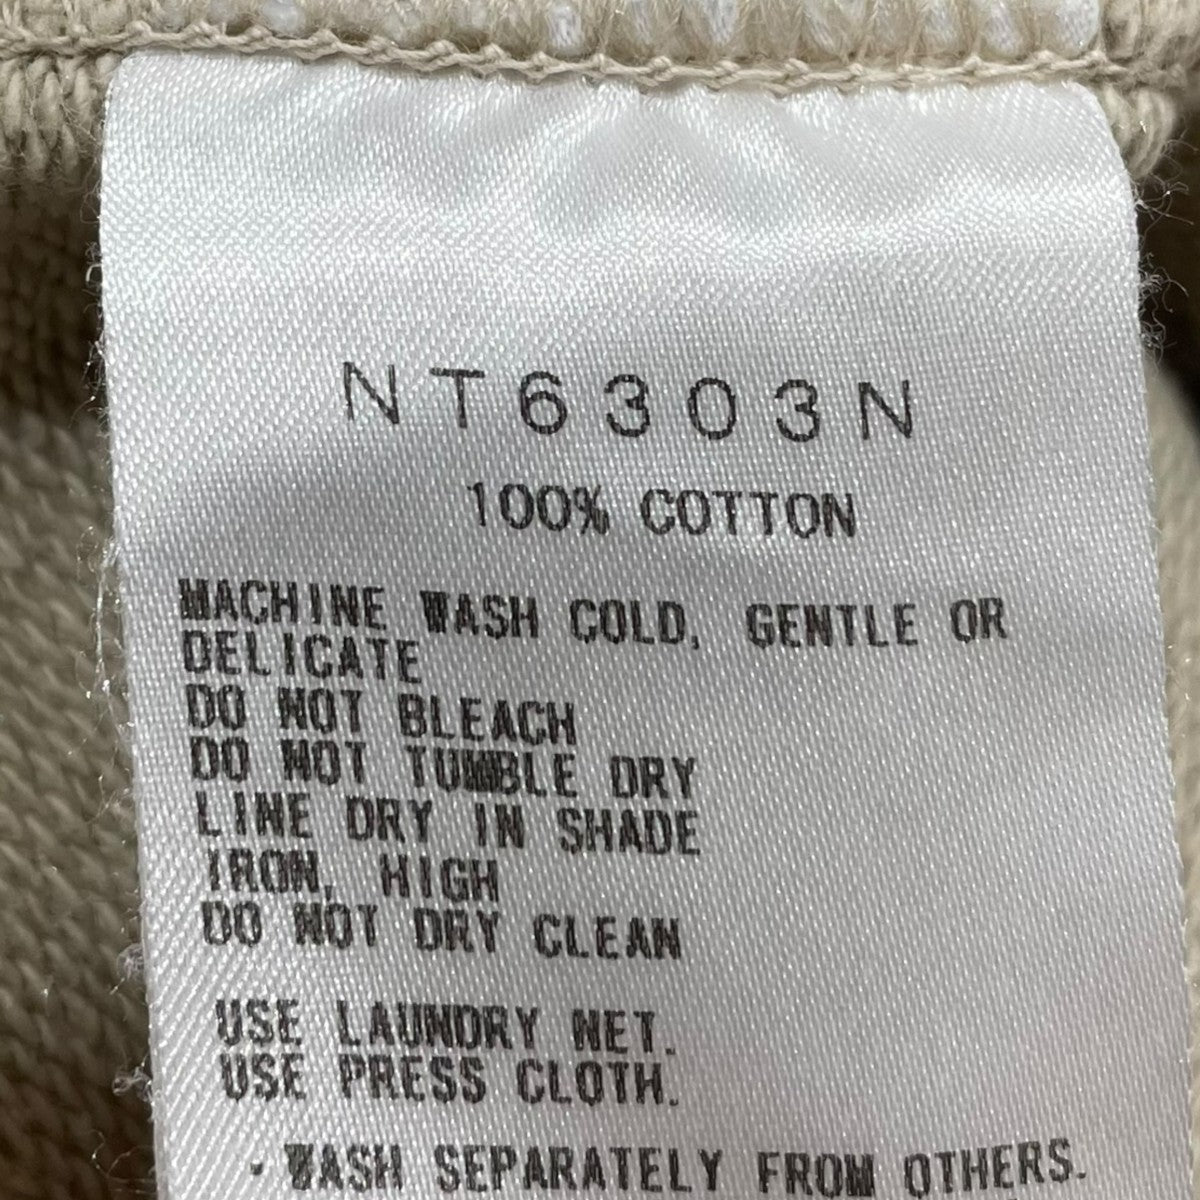 NT6303N
100% COTTON
MACHINE WASH COLD, GENTLE OR
DELICATE
DO NOT BLEACH
DO NOT TUMBLE DRY
LINE DRY IN SHADE
IRON, HIGH
DO NOT DRY CLEAN
USE LAUNDRY NET.
USE PRESS CLOTH.
・WASH SEPARATELY FROM OTHERS.